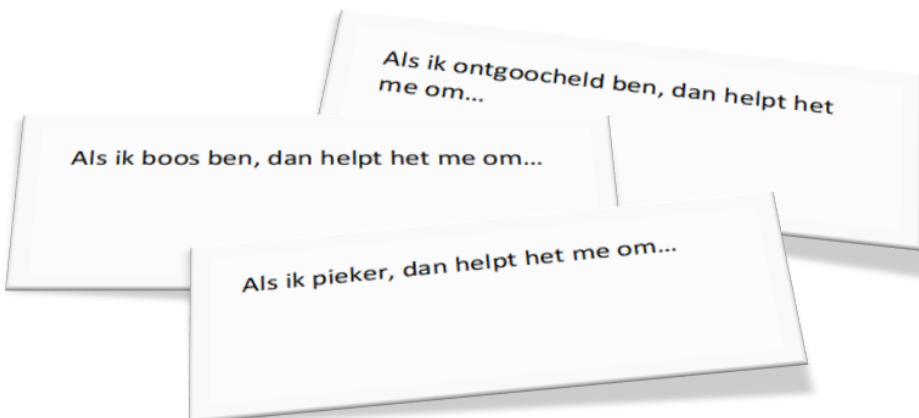 Als ik ontgoocheld ben, dan helpt het
me om...
Als ik boos ben, dan helpt het me om...
Als ik pieker, dan helpt het me om...